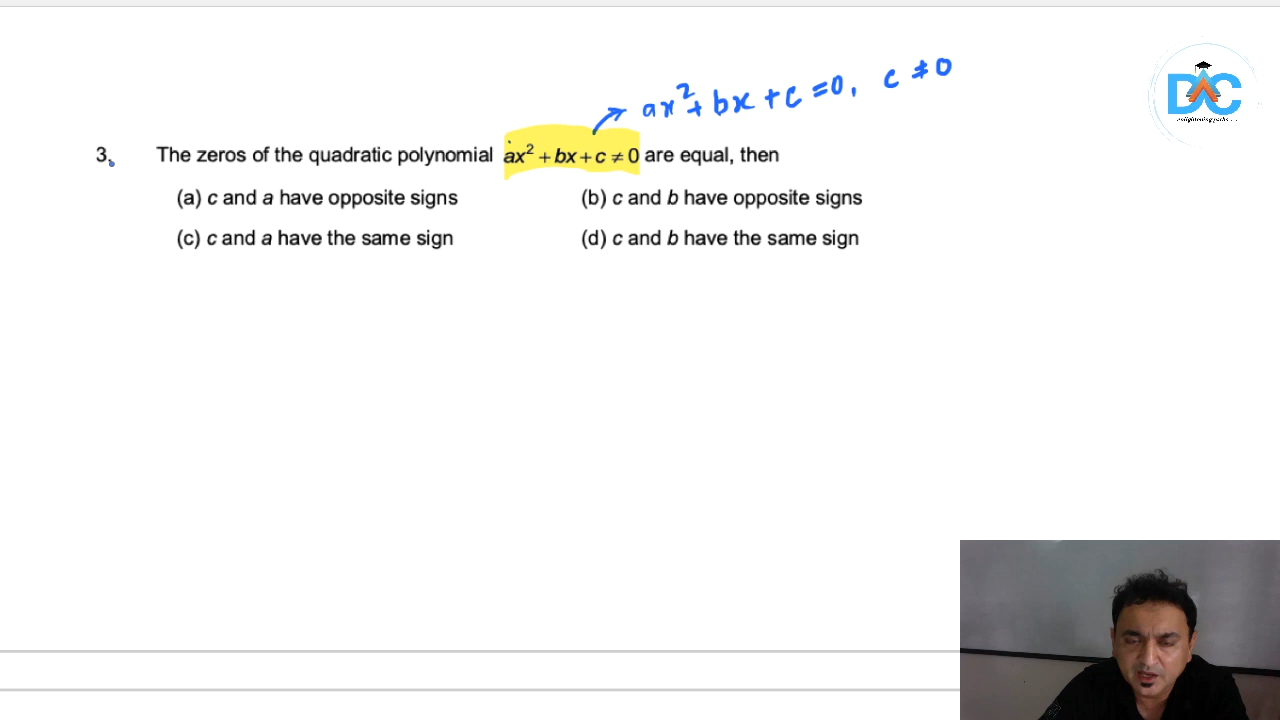 ax² + bx + c = 0, c ≠ 0
3. The zeros of the quadratic polynomial ax² + bx + c ≠ 0 are equal, then
(a) c and a have opposite signs (b) c and b have opposite signs
(c) c and a have the same sign (d) c and b have the same sign
DAC